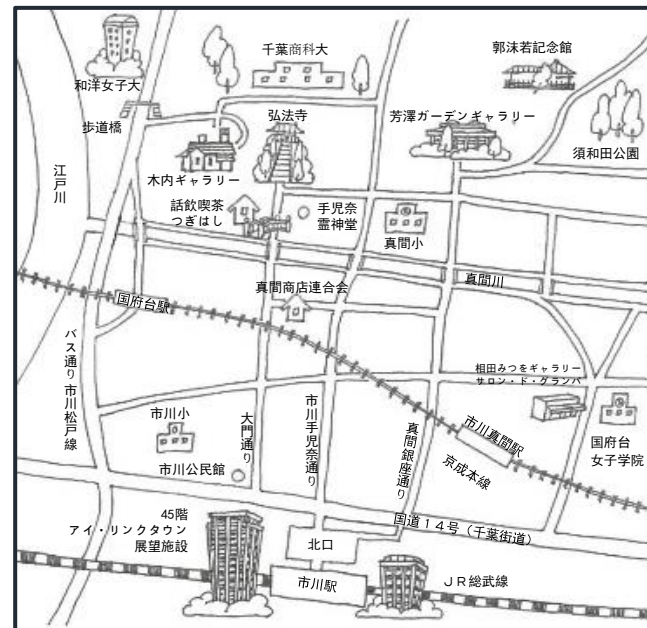 和洋女子大
千葉商科大
郭沫若記念館
歩道橋
弘法寺
芳澤ガーデンギャラリー
須和田公園
江戸川
木内ギャラリー
話飲喫茶
つぎはし
手児奈
霊神堂
真間小
真間川
国府台駅
真間商店連合会
バス通り市川松戸線
相田みつをギャラリー
サロン・ド・グランパ
市川小
大門通り
市川手児奈通り
真間銀座通り
市川真間駅
京成本線
国府台
女子学院
市川公民館
45階
アイ・リンクタウン
展望施設
北口
国道14号(千葉街道)
市川駅
JR総武線